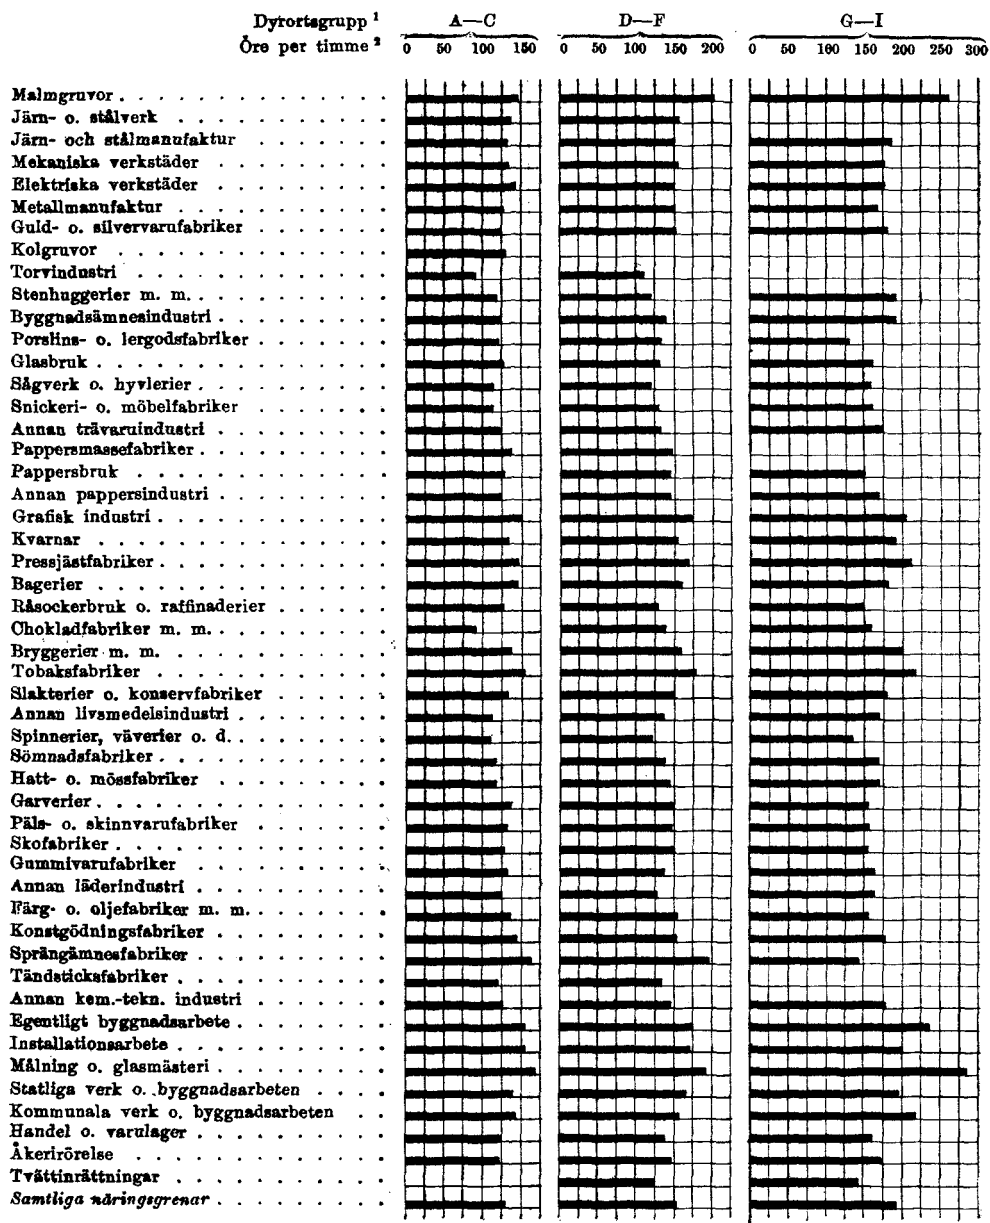 Dyrortsgrupp 1 A—C D—F G—I
Öre per timme 2 0 50 100 150 0 50 100 150 200 0 50 100 150 200 250 300
Malmgruvor
Järn- o. stålverk
Järn- och stålmanufaktur
Mekaniska verkstäder
Elektriska verkstäder
Metallmanufaktur
Guld- o. silvervarufabriker
Kolgruvor
Torvindustri
Stenhuggerier m. m.
Byggnadsämnesindustri
Porslins- o. lergodsfabriker
Glasbruk
Sågverk o. hyvlerier
Snickeri- o. möbelfabriker
Annan trävaruindustri
Pappersmassefabriker
Pappersbruk
Annan pappersindustri
Grafisk industri
Kvarnar
Pressjästfabriker
Bagerier
Råsockerbruk o. raffinaderier
Chokladfabriker m. m.
Bryggerier m. m.
Tobaksfabriker
Slakterier o. konservfabriker
Annan livsmedelsindustri
Spinnerier, väverier o. d.
Sömnadsfabriker
Hatt- o. mössfabriker
Garverier
Päls- o. skinnvarufabriker
Skofabriker
Gummivarufabriker
Annan läderindustri
Färg- o. oljefabriker m. m.
Konstgödningsfabriker
Sprängämnesfabriker
Tändsticksfabriker
Annan kem.-tekn. industri
Egentligt byggnadsarbete
Installationsarbete
Målning o. glasmästeri
Statliga verk o. byggnadsarbeten
Kommunala verk o. byggnadsarbeten
Handel o. varulager
Åkerirörelse
Tvättinrättningar
Samtliga näringsgrenar